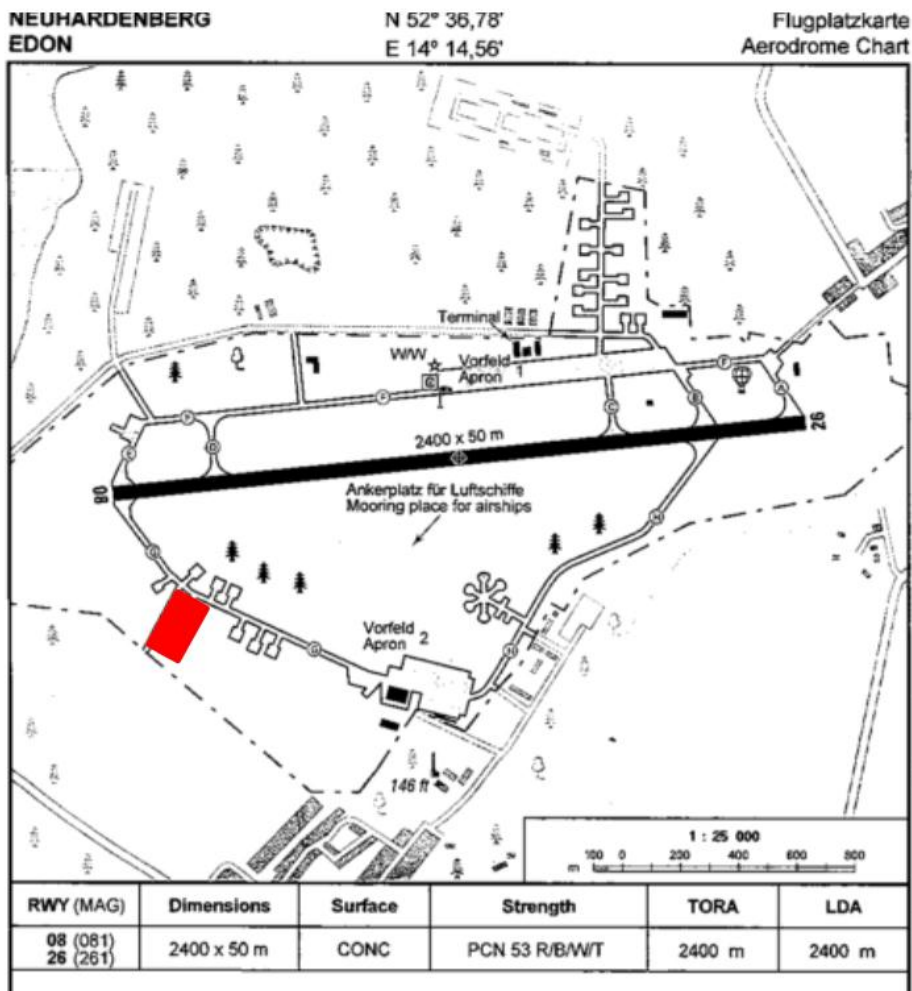 NEUHARDENBERG
EDON
N 52° 36,78'
E 14° 14,56'
Flugplatzkarte
Aerodrome Chart
Terminal
W/W
Vorfeld
Apron 1
C
F
F
F
A
B
C
D
E
26
2400 x 50 m
08
Ankerplatz für Luftschiffe
Mooring place for airships
H
G
Vorfeld
Apron 2
G
H
146 ft
1 : 25 000
m 100 0 200 400 600 800
RWY (MAG) Dimensions Surface Strength TORA LDA
08 (081)
26 (261)
2400 x 50 m CONC PCN 53 R/B/W/T 2400 m 2400 m